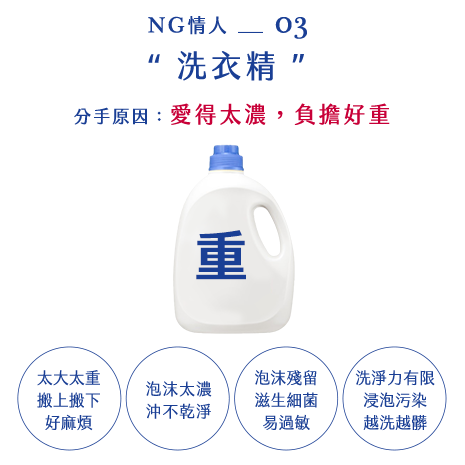 NG情人 __ 03
“ 洗衣精 ”
分手原因：愛得太濃，負擔好重
重
太大太重
搬上搬下
好麻煩
泡沫太濃
沖不乾淨
泡沫殘留
滋生細菌
易過敏
洗淨力有限
浸泡污染
越洗越髒